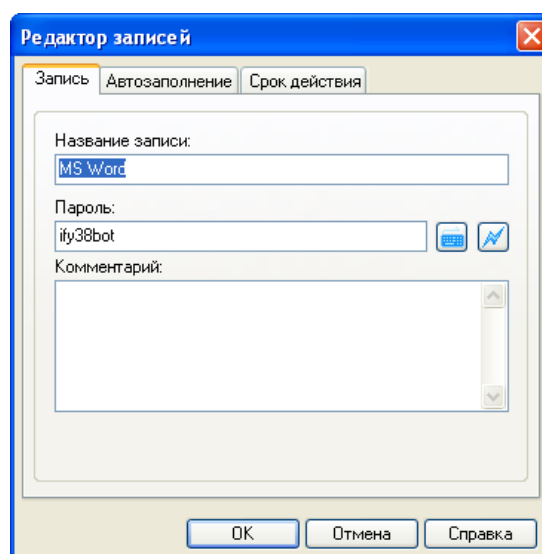 Редактор записей
Запись Автозаполнение Срок действия
Название записи:
MS Word
Пароль:
ify38bot
Комментарий:
OK Отмена Справка